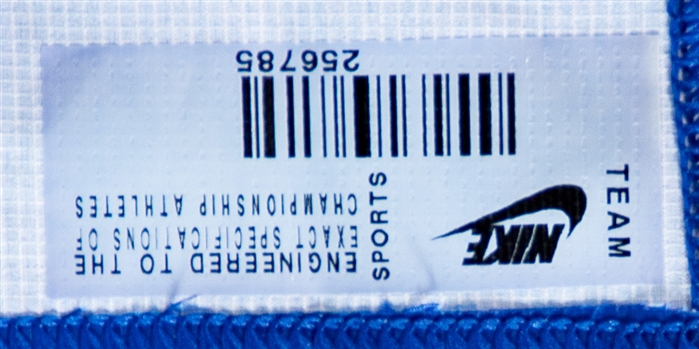 TEAM
NIKE
SPORTS
ENGINEERED TO THE
EXACT SPECIFICATIONS OF
CHAMPIONSHIP ATHLETES
256785